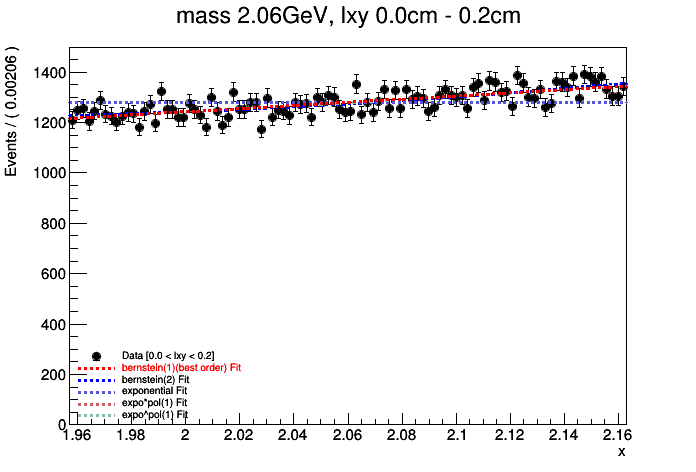 mass 2.06GeV, lxy 0.0cm - 0.2cm
Events / ( 0.00206 )
1400
1200
1000
800
600
400
200
0
Data [0.0 < lxy < 0.2]
bernstein(1)(best order) Fit
bernstein(2) Fit
exponential Fit
expo*pol(1) Fit
expo^pol(1) Fit
1.96 1.98 2 2.02 2.04 2.06 2.08 2.1 2.12 2.14 2.16
x